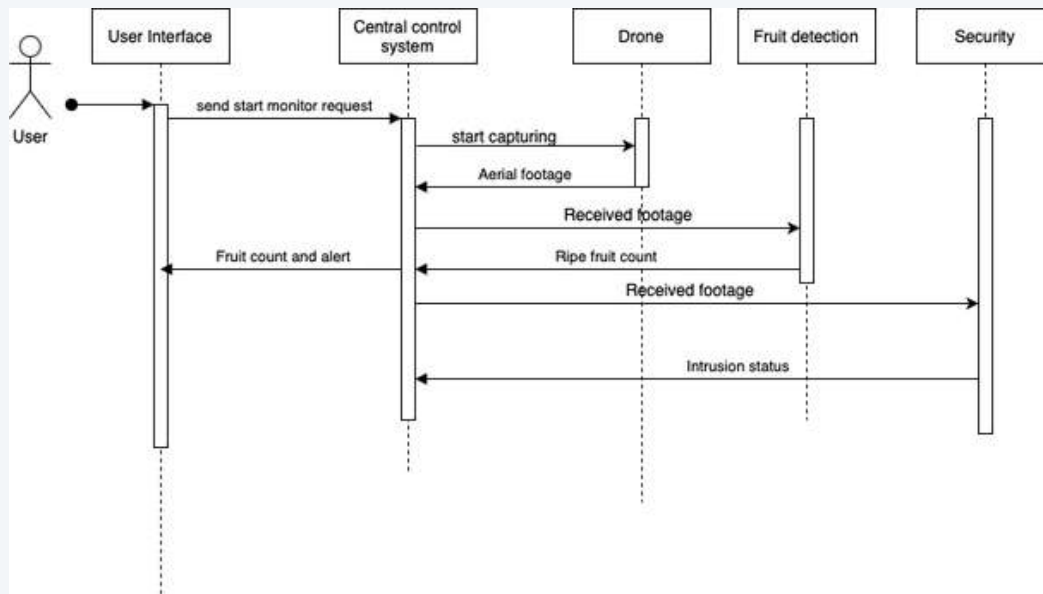 User Interface
Central control
system
Drone
Fruit detection
Security
User
send start monitor request
start capturing
Aerial footage
Received footage
Fruit count and alert
Ripe fruit count
Received footage
Intrusion status